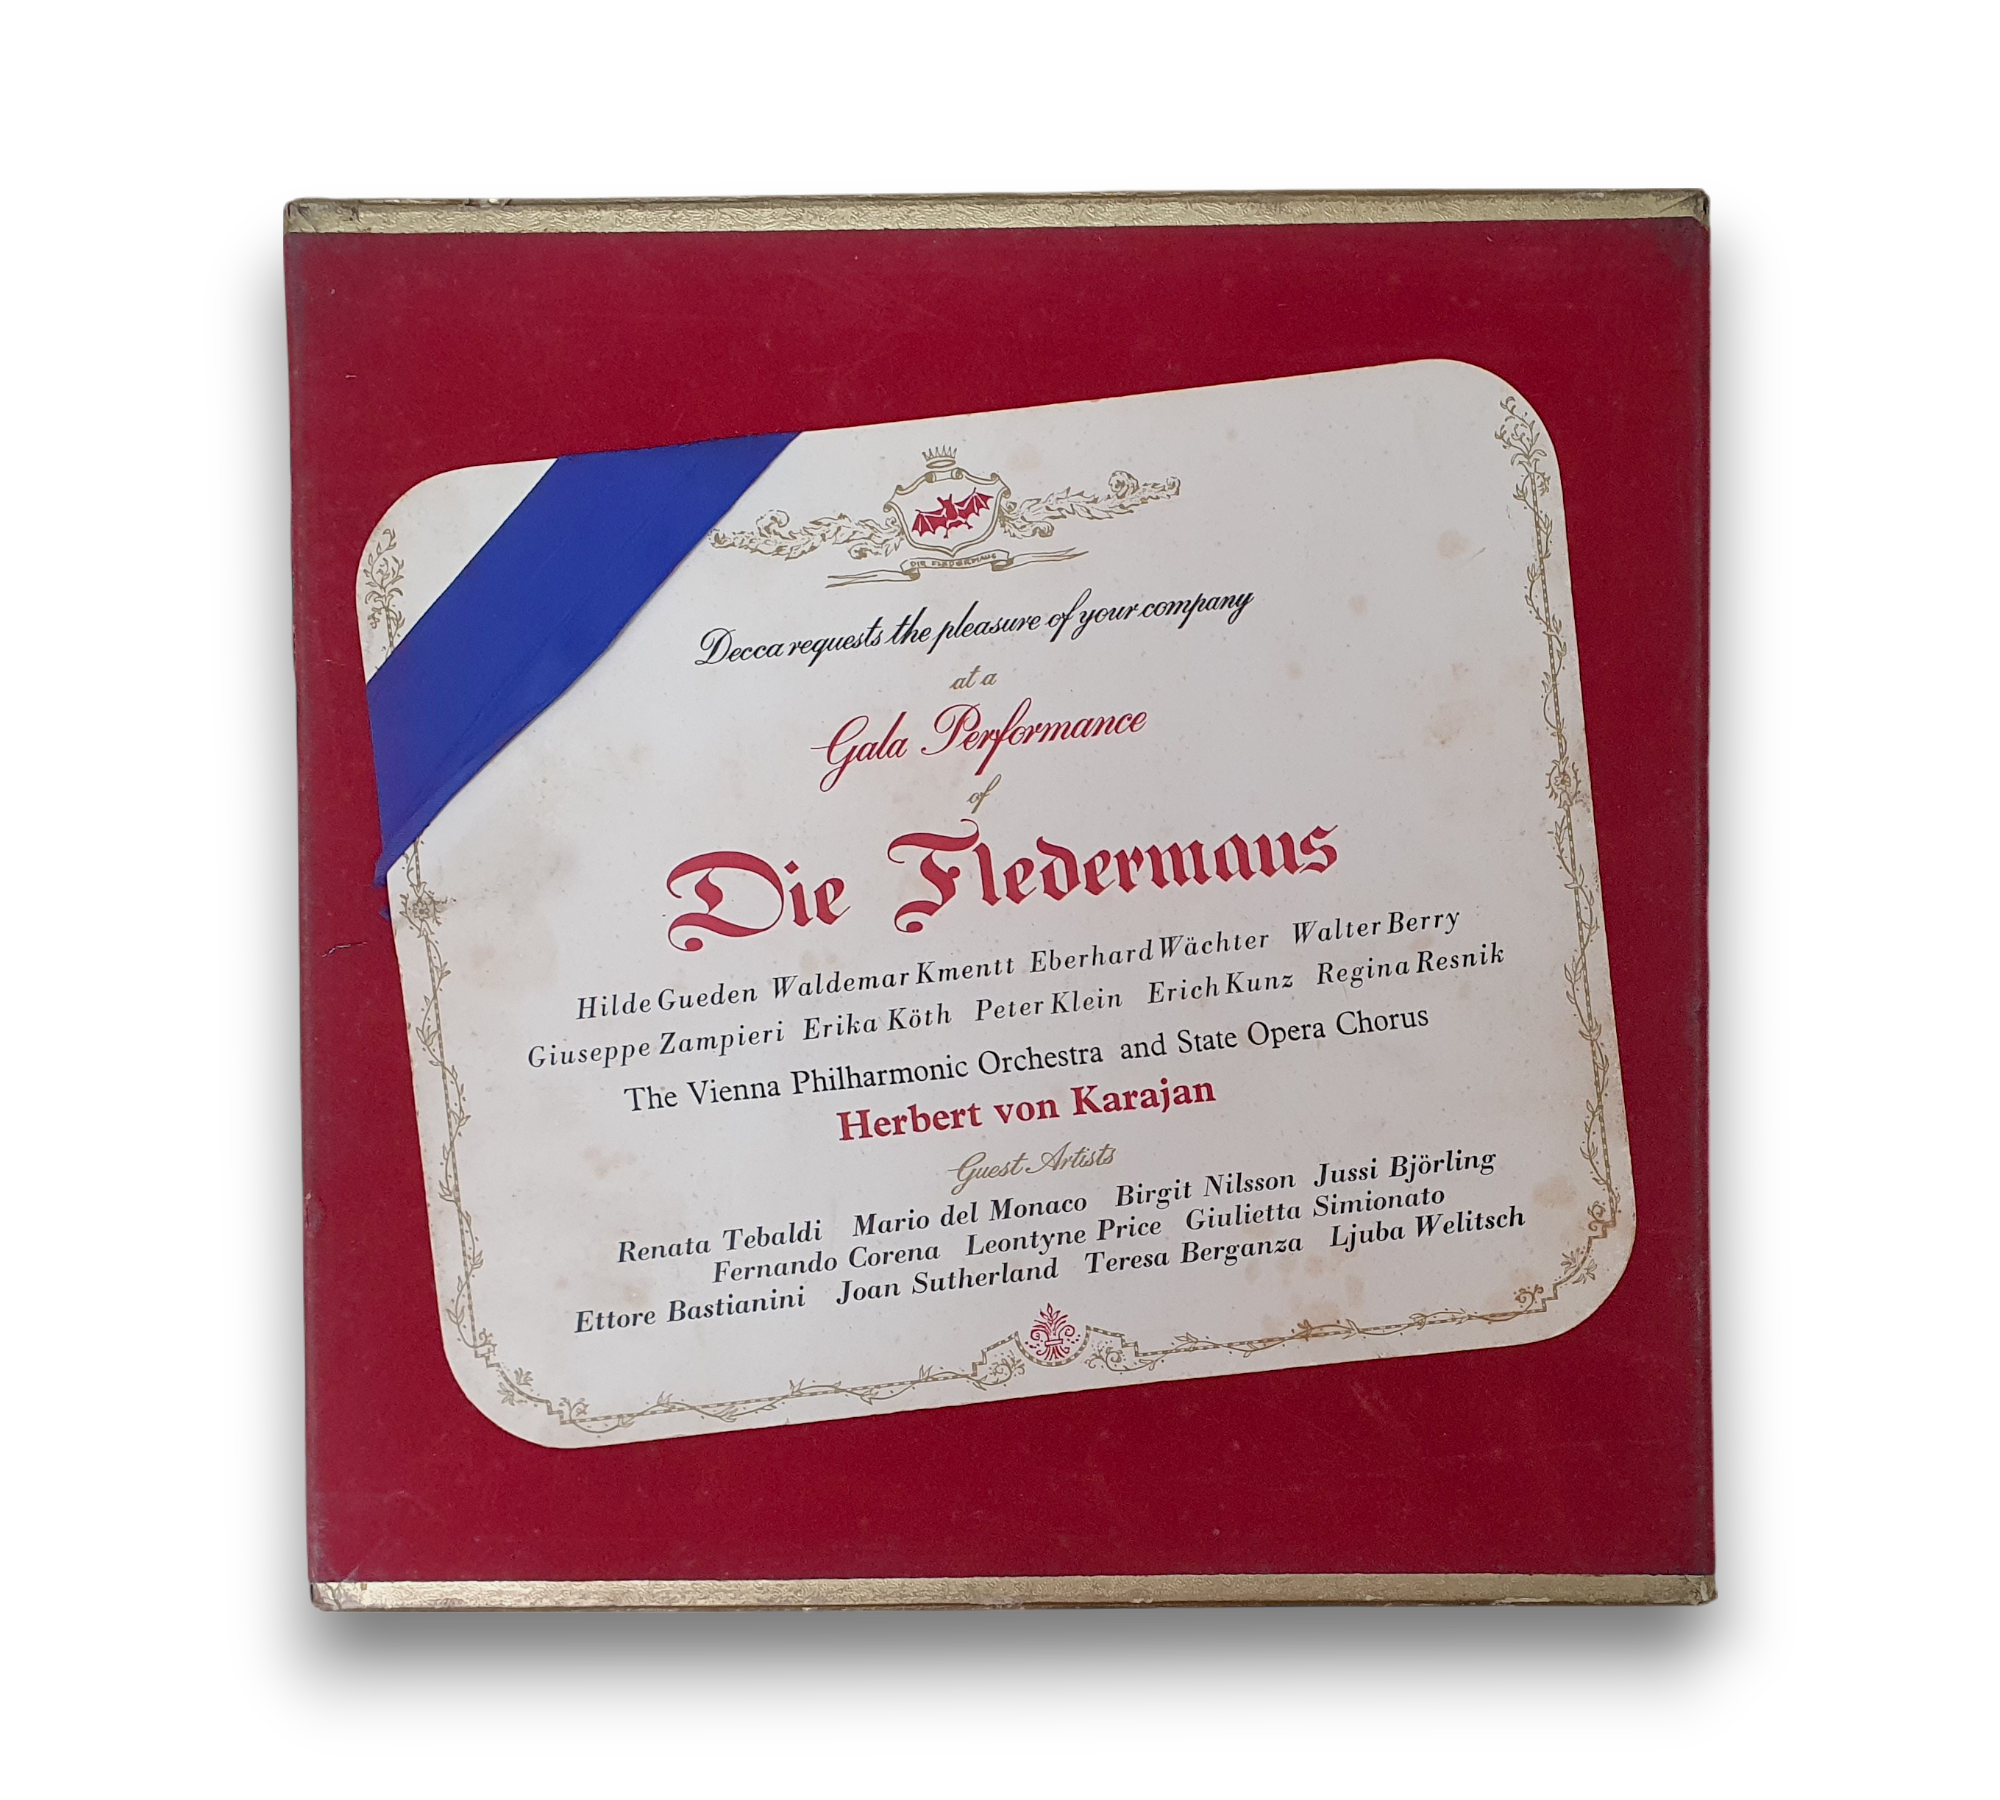 DIE FLEDERMAUS
Decca requests the pleasure of your company
at a
Gala Performance
of
Die Fledermaus
Hilde Gueden Waldemar Kmentt Eberhard Wächter Walter Berry
Giuseppe Zampieri Erika Köth Peter Klein Erich Kunz Regina Resnik
The Vienna Philharmonic Orchestra and State Opera Chorus
Herbert von Karajan
Guest Artists
Renata Tebaldi Mario del Monaco Birgit Nilsson Jussi Björling
Fernando Corena Leontyne Price Giulietta Simionato
Ettore Bastianini Joan Sutherland Teresa Berganza Ljuba Welitsch